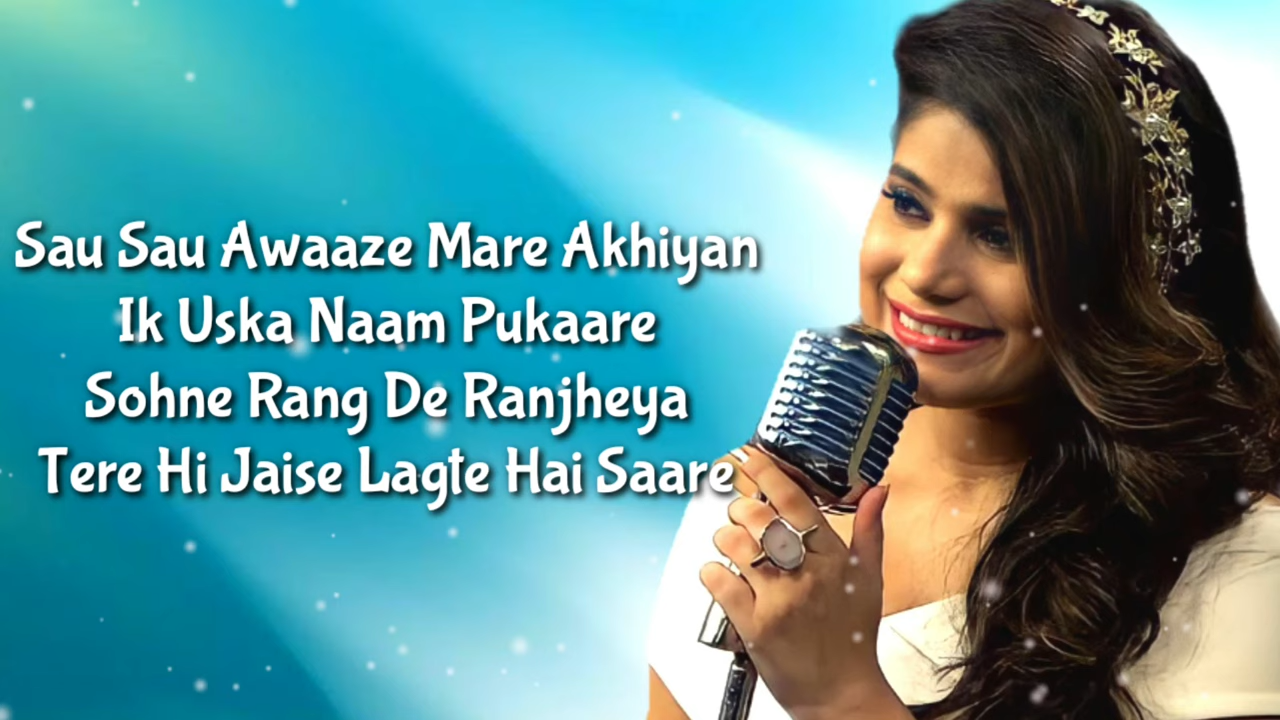 Sau Sau Awaaze Mare Akhiyan
Ik Uska Naam Pukaare
Sohne Rang De Ranjheya
Tere Hi Jaise Lagte Hai Saare